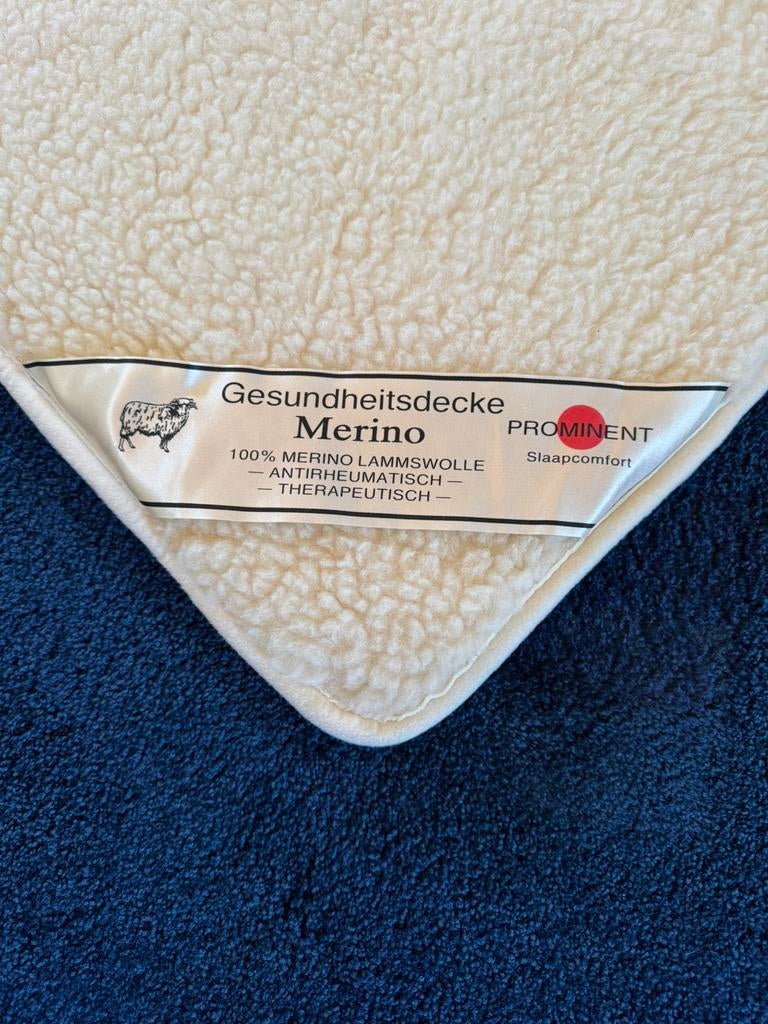 Gesundheitsdecke
Merino
100% MERINO LAMMSWOLLE
— ANTIRHEUMATISCH —
— THERAPEUTISCH —
PROMINENT
Slaapcomfort